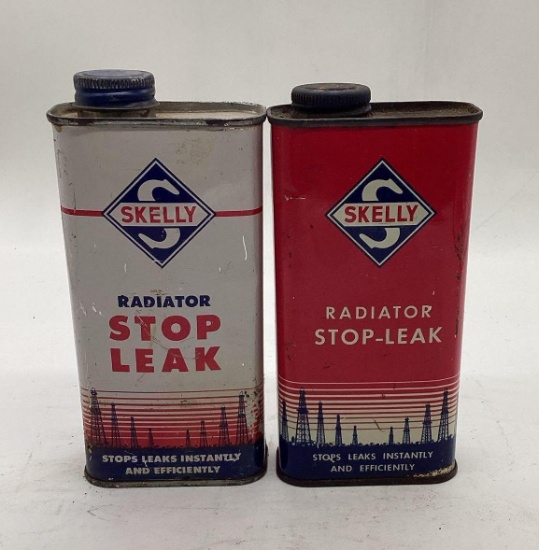 SKELLY
RADIATOR
STOP
LEAK
STOPS LEAKS INSTANTLY
AND EFFICIENTLY
SKELLY
RADIATOR
STOP-LEAK
STOPS LEAKS INSTANTLY
AND EFFICIENTLY